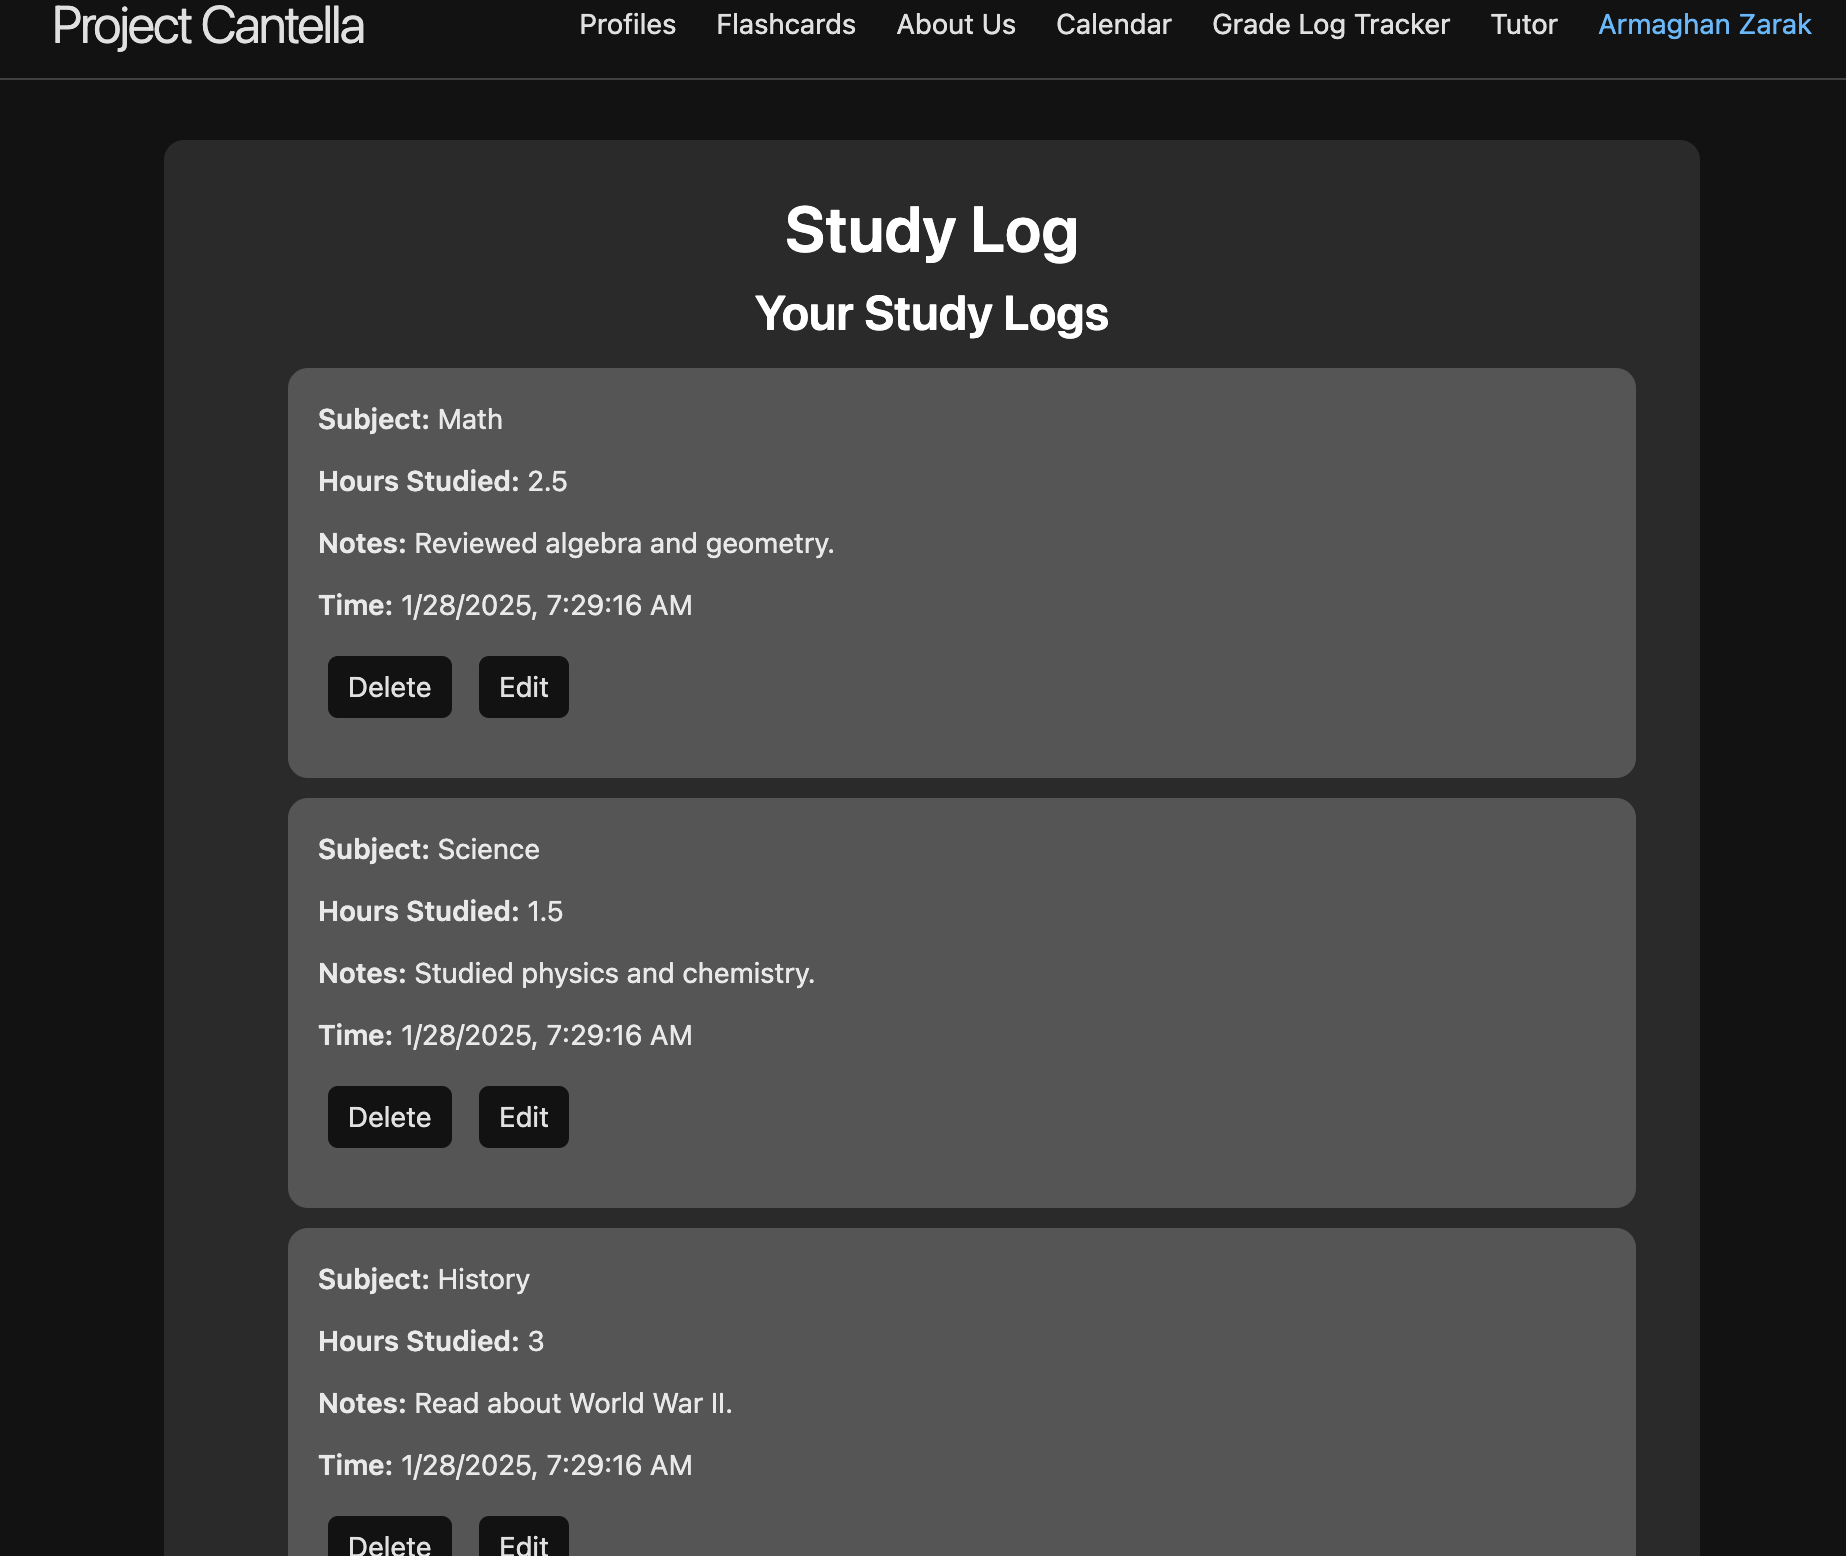 Project Cantella
Profiles Flashcards About Us Calendar Grade Log Tracker Tutor Armaghan Zarak
Study Log
Your Study Logs
Subject: Math
Hours Studied: 2.5
Notes: Reviewed algebra and geometry.
Time: 1/28/2025, 7:29:16 AM
Delete Edit
Subject: Science
Hours Studied: 1.5
Notes: Studied physics and chemistry.
Time: 1/28/2025, 7:29:16 AM
Delete Edit
Subject: History
Hours Studied: 3
Notes: Read about World War II.
Time: 1/28/2025, 7:29:16 AM
Delete Edit